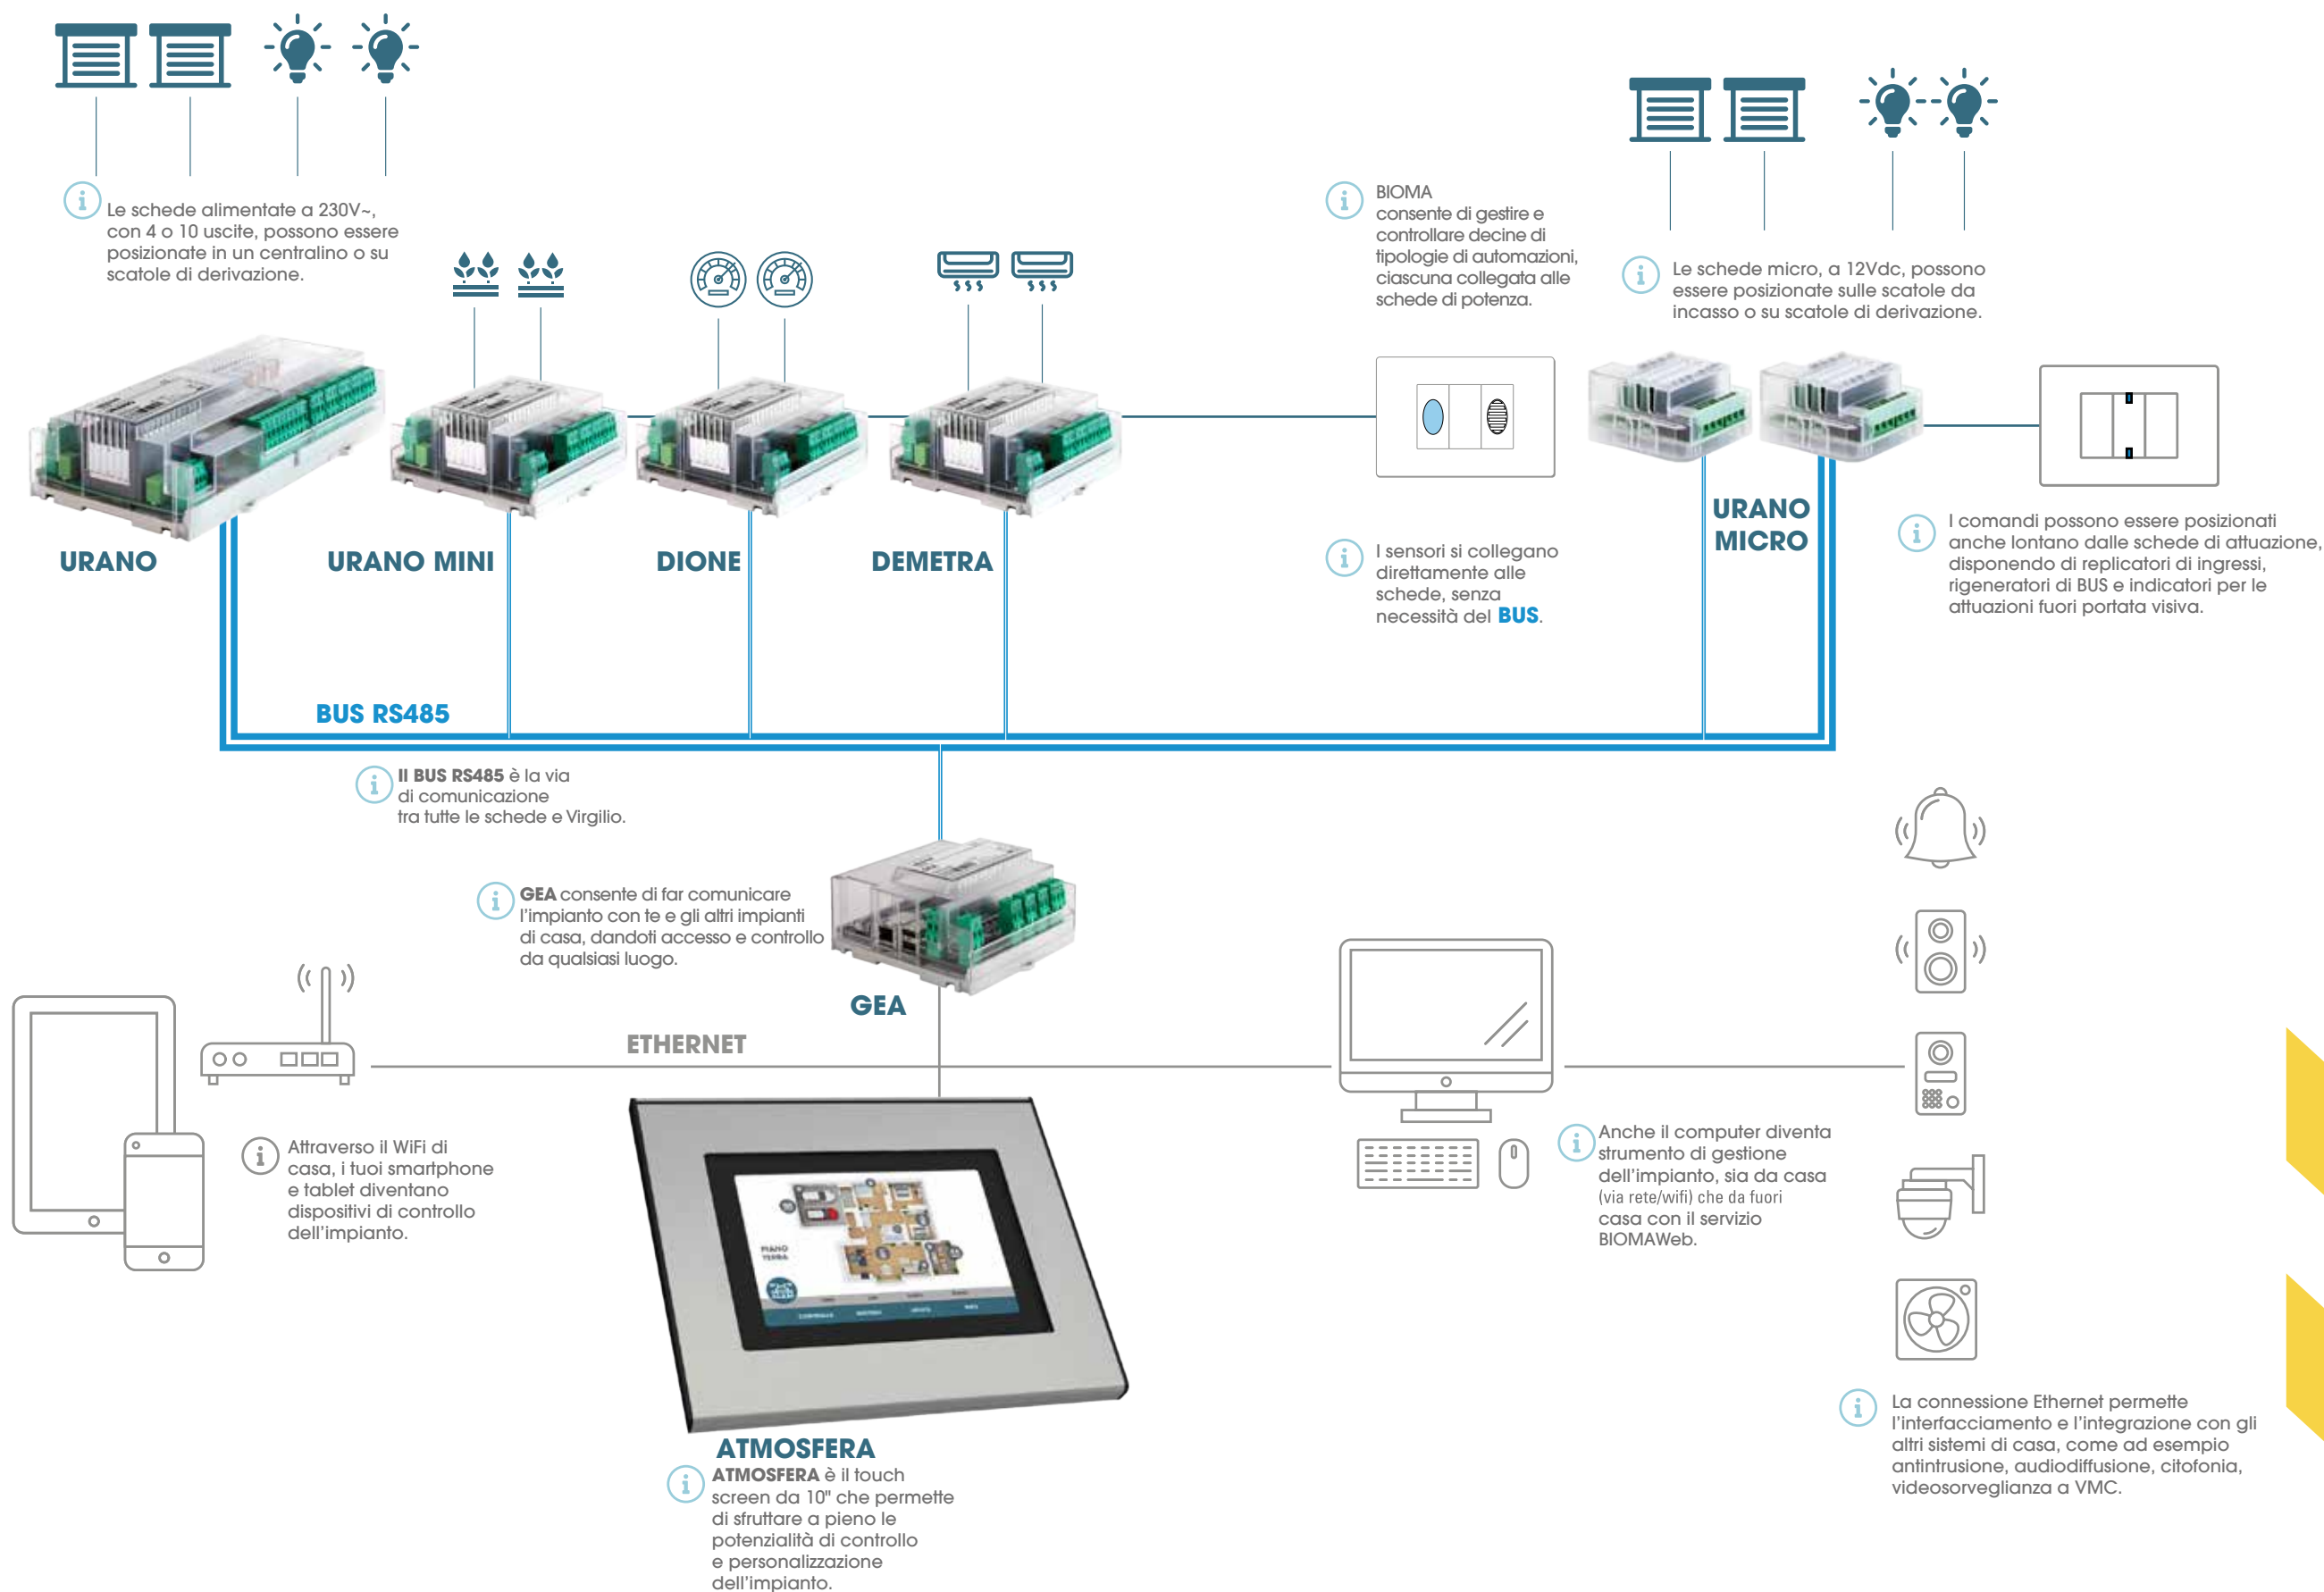 Le schede alimentate a 230V~,
con 4 o 10 uscite, possono essere
posizionate in un centralino o su
scatole di derivazione.
BIOMA
consente di gestire e
controllare decine di
tipologie di automazioni,
ciascuna collegata alle
schede di potenza.
Le schede micro, a 12Vdc, possono
essere posizionate sulle scatole da
incasso o su scatole di derivazione.
URANO
URANO MINI
DIONE
DEMETRA
I sensori si collegano
direttamente alle
schede, senza
necessità del BUS.
URANO
MICRO
I comandi possono essere posizionati
anche lontano dalle schede di attuazione,
disponendo di replicatori di ingressi,
rigeneratori di BUS e indicatori per le
attuazioni fuori portata visiva.
BUS RS485
Il BUS RS485 è la via
di comunicazione
tra tutte le schede e Virgilio.
GEA consente di far comunicare
l'impianto con te e gli altri impianti
di casa, dandoti accesso e controllo
da qualsiasi luogo.
GEA
ETHERNET
Attraverso il WiFi di
casa, i tuoi smartphone
e tablet diventano
dispositivi di controllo
dell'impianto.
PIANO
TERRA
Anche il computer diventa
strumento di gestione
dell'impianto, sia da casa
(via rete/wifi) che da fuori
casa con il servizio
BIOMAWeb.
ATMOSFERA
ATMOSFERA è il touch
screen da 10" che permette
di sfruttare a pieno le
potenzialità di controllo
e personalizzazione
dell'impianto.
La connessione Ethernet permette
l'interfacciamento e l'integrazione con gli
altri sistemi di casa, come ad esempio
antintrusione, audiodiffusione, citofonia,
videosorveglianza a VMC.